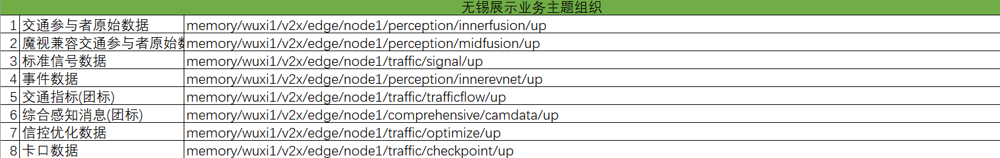 无锡展示业务主题组织
1 交通参与者原始数据 memory/wuxi1/v2x/edge/node1/perception/innerfusion/up
2 魔视兼容交通参与者原始 memory/wuxi1/v2x/edge/node1/perception/midfusion/up
3 标准信号数据 memory/wuxi1/v2x/edge/node1/traffic/signal/up
4 事件数据 memory/wuxi1/v2x/edge/node1/perception/innerevnet/up
5 交通指标(团标) memory/wuxi1/v2x/edge/node1/traffic/trafficflow/up
6 综合感知消息(团标) memory/wuxi1/v2x/edge/node1/comprehensive/camdata/up
7 信控优化数据 memory/wuxi1/v2x/edge/node1/traffic/optimize/up
8 卡口数据 memory/wuxi1/v2x/edge/node1/traffic/checkpoint/up